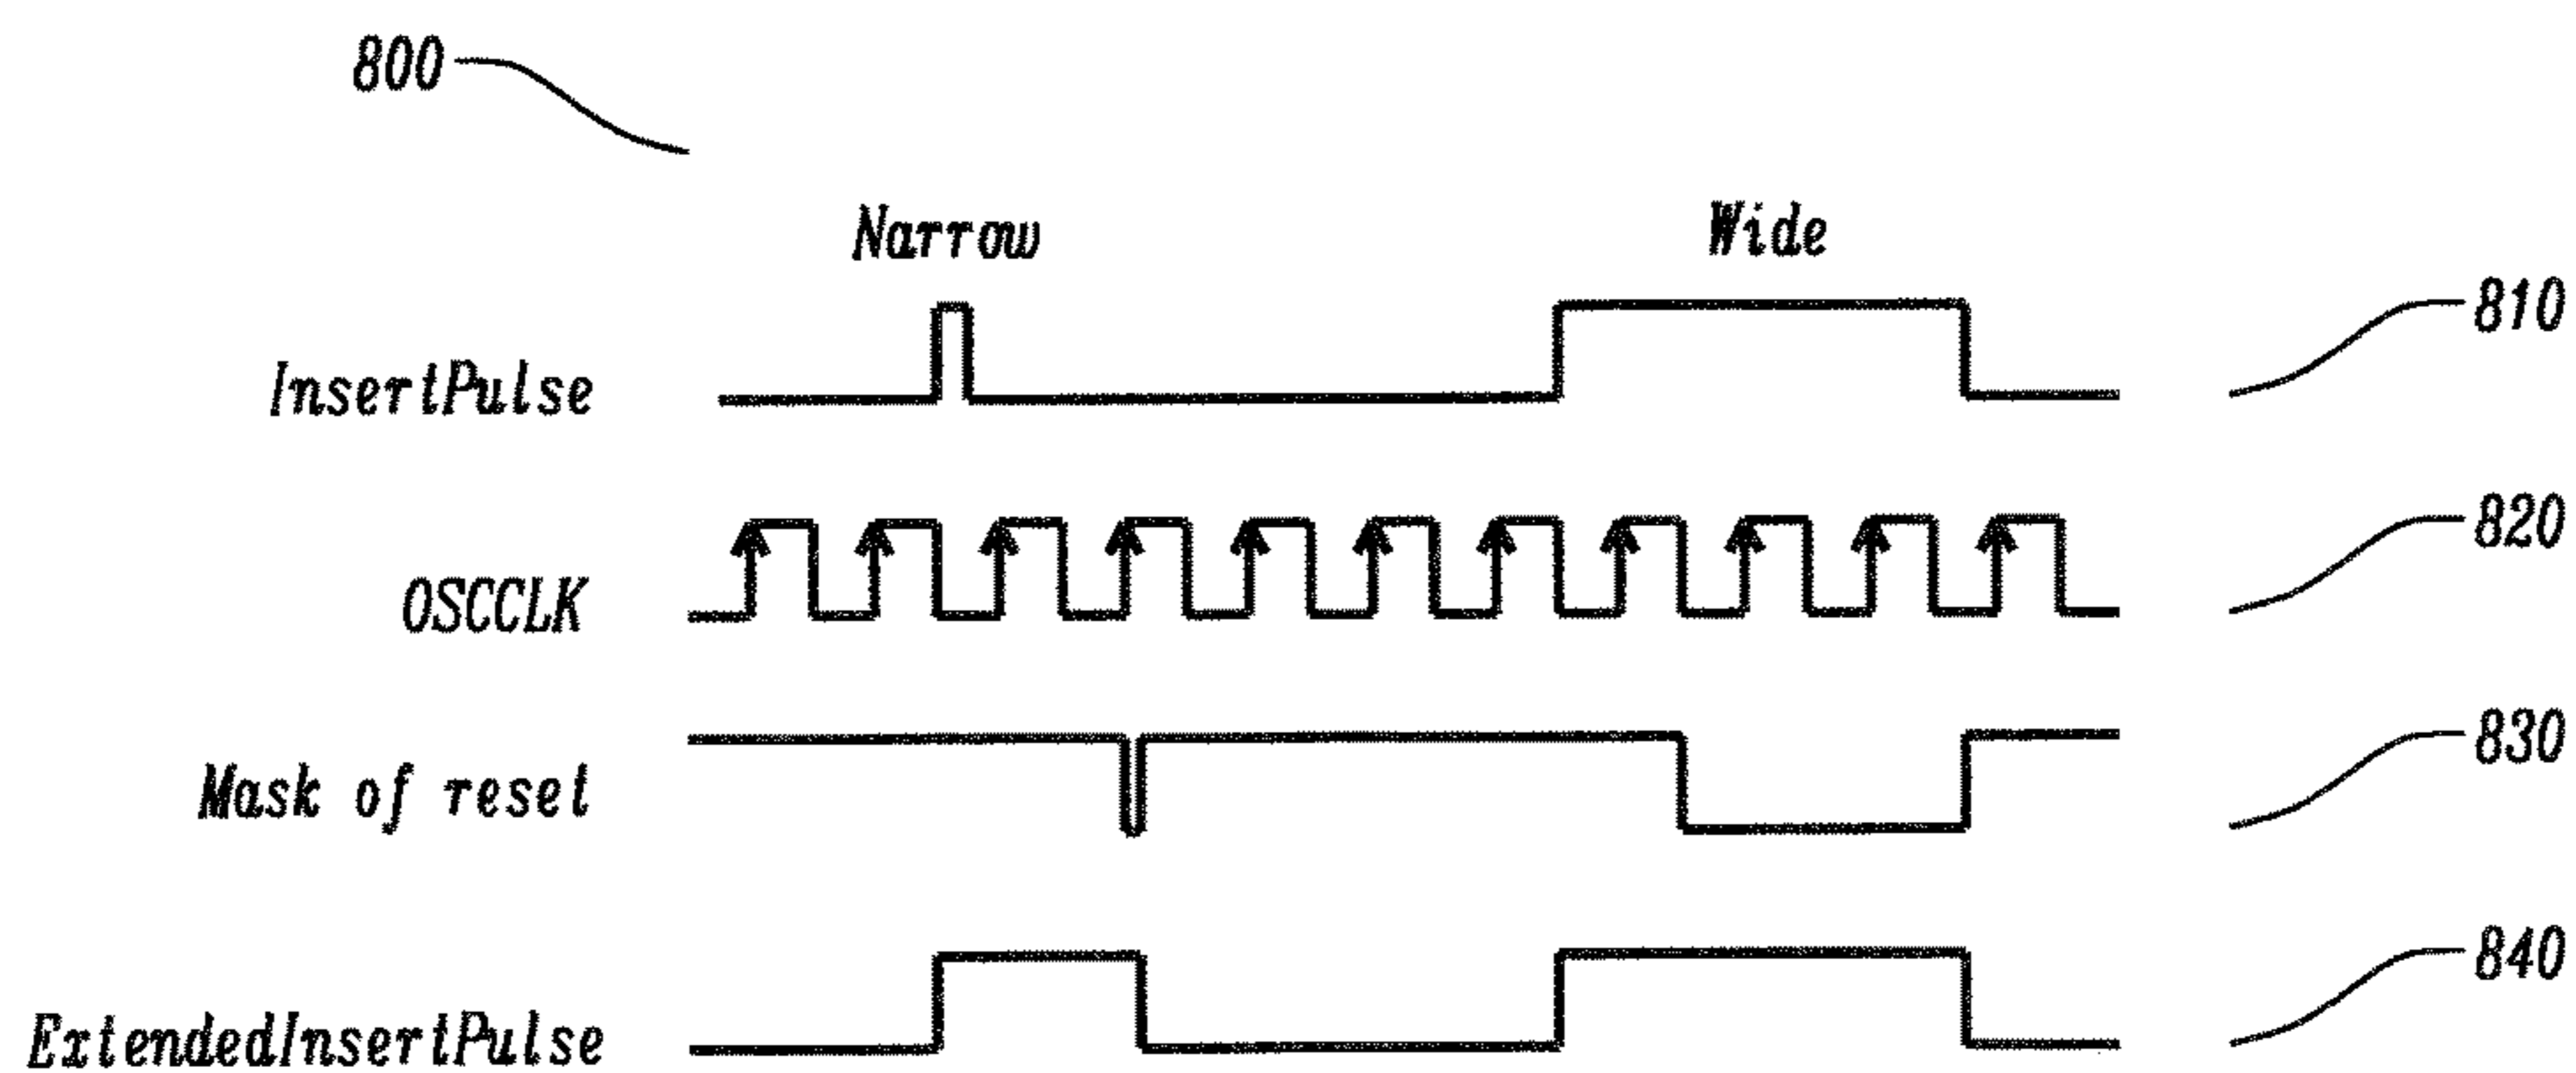 800
Narrow Wide
InsertPulse 810
OSCCLK 820
Mask of reset 830
ExtendedInsertPulse 840